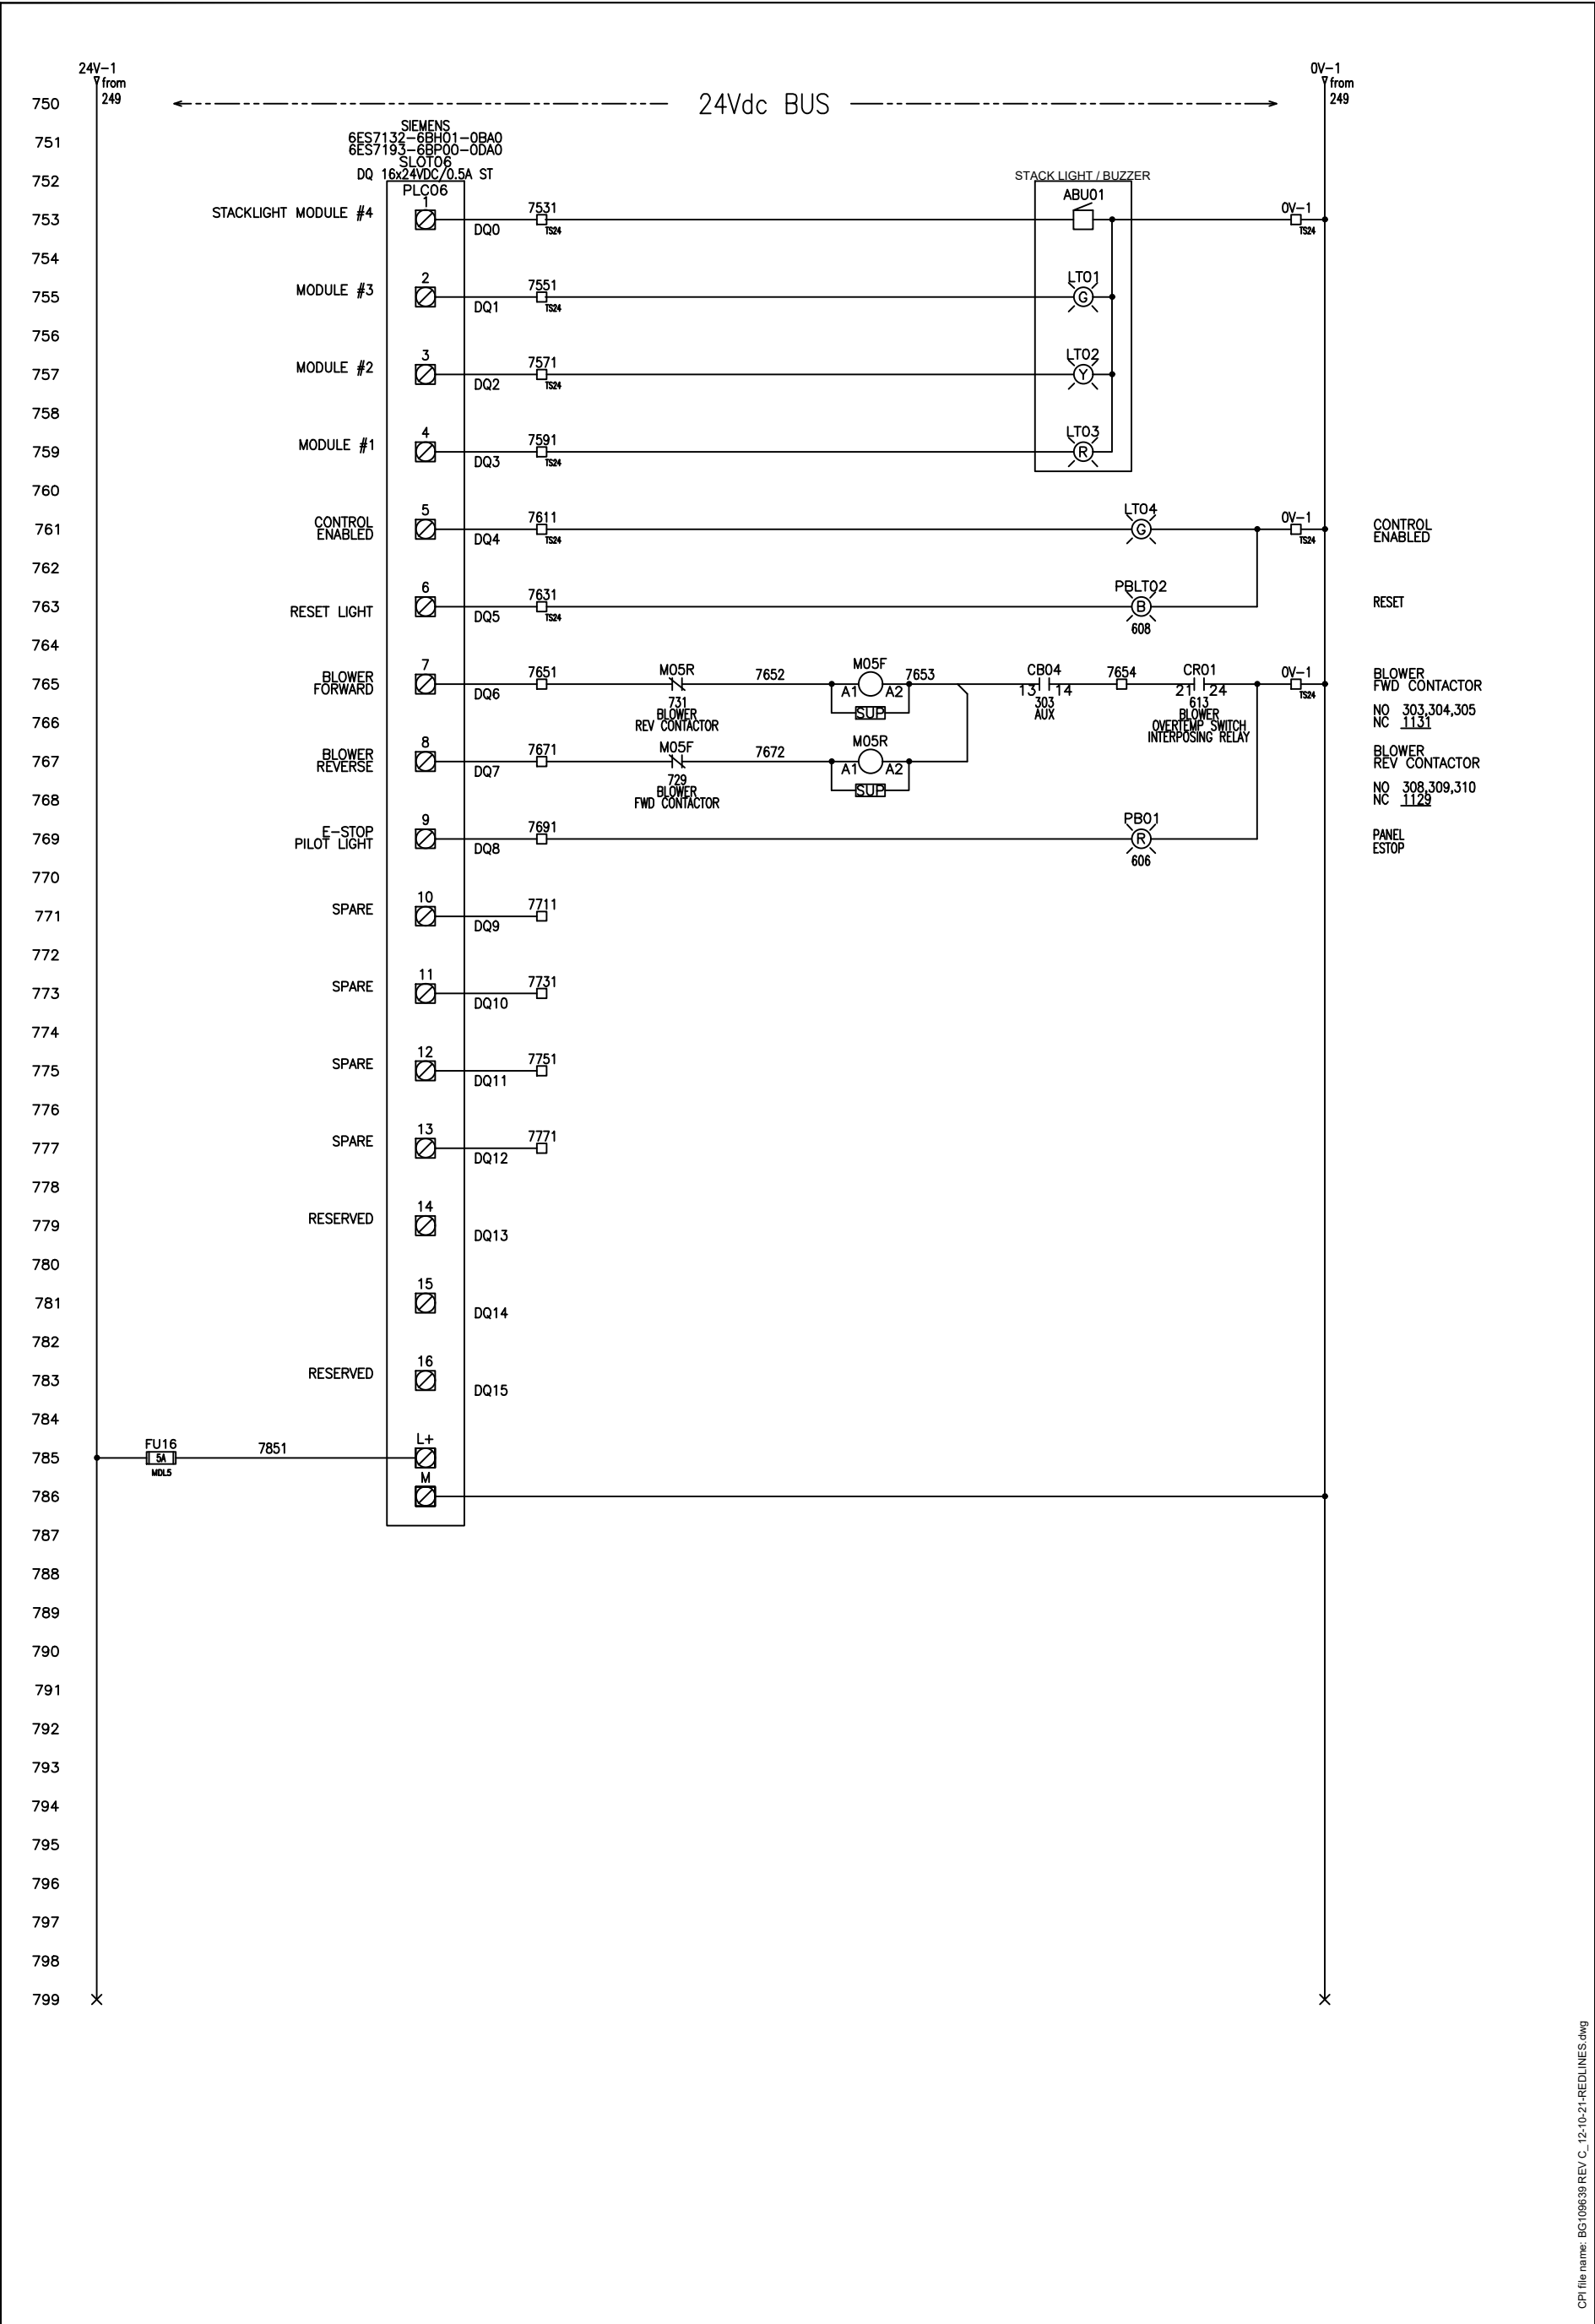 24V-1
from
249
0V-1
from
249
750
24Vdc BUS
751
SIEMENS
6ES7132-6BH01-0BA0
6ES7193-6BP00-0DA0
SLOT06
DQ 16x24VDC/0.5A ST
752
PLC06
STACK LIGHT / BUZZER
ABU01
753
STACKLIGHT MODULE #4
1
DQ0
7531
TS24
0V-1
TS24
754
755
MODULE #3
2
DQ1
7551
TS24
LT01
G
756
757
MODULE #2
3
DQ2
7571
TS24
LT02
Y
758
759
MODULE #1
4
DQ3
7591
TS24
LT03
R
760
761
CONTROL
ENABLED
5
DQ4
7611
TS24
LT04
G
0V-1
TS24
CONTROL
ENABLED
762
763
RESET LIGHT
6
DQ5
7631
TS24
PBLT02
B
608
RESET
764
765
BLOWER
FORWARD
7
DQ6
7651
M05R
731
BLOWER
REV CONTACTOR
7652
M05F
A1
A2
SUP
7653
CB04
13
14
303
AUX
7654
CR01
21
24
613
BLOWER
OVERTEMP SWITCH
INTERPOSING RELAY
0V-1
TS24
BLOWER
FWD CONTACTOR
NO 303,304,305
NC 1131
766
767
BLOWER
REVERSE
8
DQ7
7671
M05F
729
BLOWER
FWD CONTACTOR
7672
M05R
A1
A2
SUP
BLOWER
REV CONTACTOR
NO 308,309,310
NC 1129
768
769
E-STOP
PILOT LIGHT
9
DQ8
7691
PB01
R
606
PANEL
ESTOP
770
771
SPARE
10
DQ9
7711
772
773
SPARE
11
DQ10
7731
774
775
SPARE
12
DQ11
7751
776
777
SPARE
13
DQ12
7771
778
779
RESERVED
14
DQ13
780
781
15
DQ14
782
783
RESERVED
16
DQ15
784
785
FU16
5A
MDL5
7851
L+
786
M
787
788
789
790
791
792
793
794
795
796
797
798
799
CPI file name: BG109639 REV C_12-10-21-REDLINES.dwg